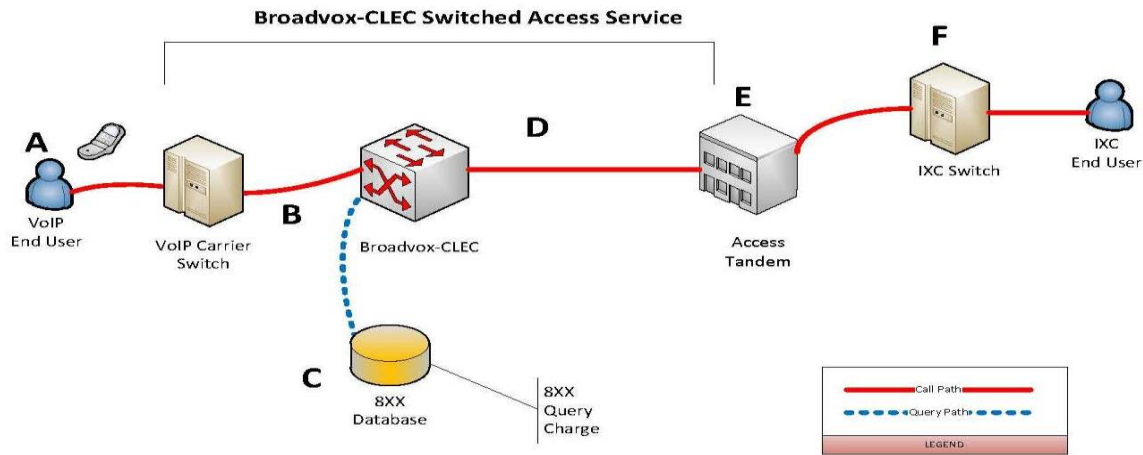 Broadvox-CLEC Switched Access Service
A
VoIP
End User
VoIP Carrier
Switch
B
Broadvox-CLEC
C
8XX
Database
8XX
Query
Charge
D
E
Access
Tandem
F
IXC Switch
IXC
End User
Call Path
Query Path
LEGEND